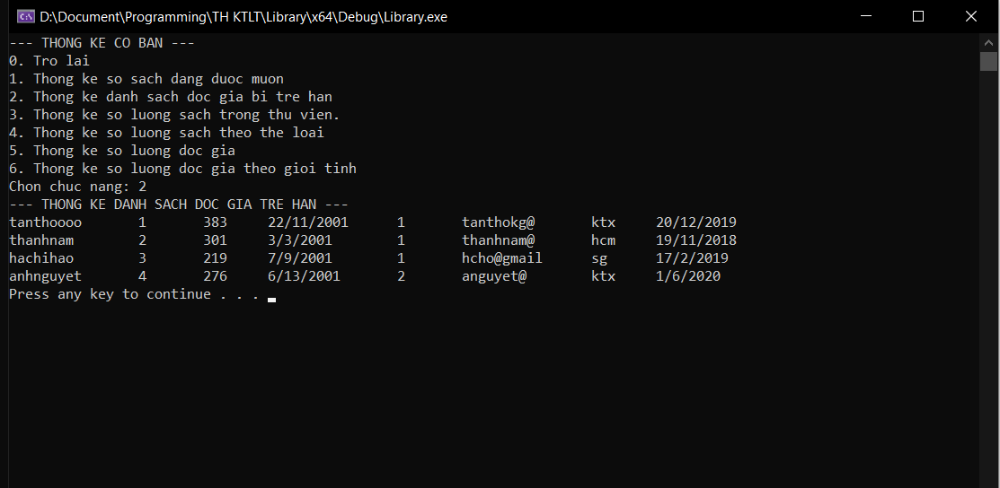 D:\Document\Programming\TH KTLT\Library\x64\Debug\Library.exe
--- THONG KE CO BAN ---
0. Tro lai
1. Thong ke so sach dang duoc muon
2. Thong ke danh sach doc gia bi tre han
3. Thong ke so luong sach trong thu vien.
4. Thong ke so luong sach theo the loai
5. Thong ke so luong doc gia
6. Thong ke so luong doc gia theo gioi tinh
Chon chuc nang: 2
--- THONG KE DANH SACH DOC GIA TRE HAN ---
tanthoooo 1 383 22/11/2001 1 tanthokg@ ktx 20/12/2019
thanhnam 2 301 3/3/2001 1 thanhnam@ hcm 19/11/2018
hachihao 3 219 7/9/2001 1 hcho@gmail sg 17/2/2019
anhnguyet 4 276 6/13/2001 2 anguyet@ ktx 1/6/2020
Press any key to continue . . .